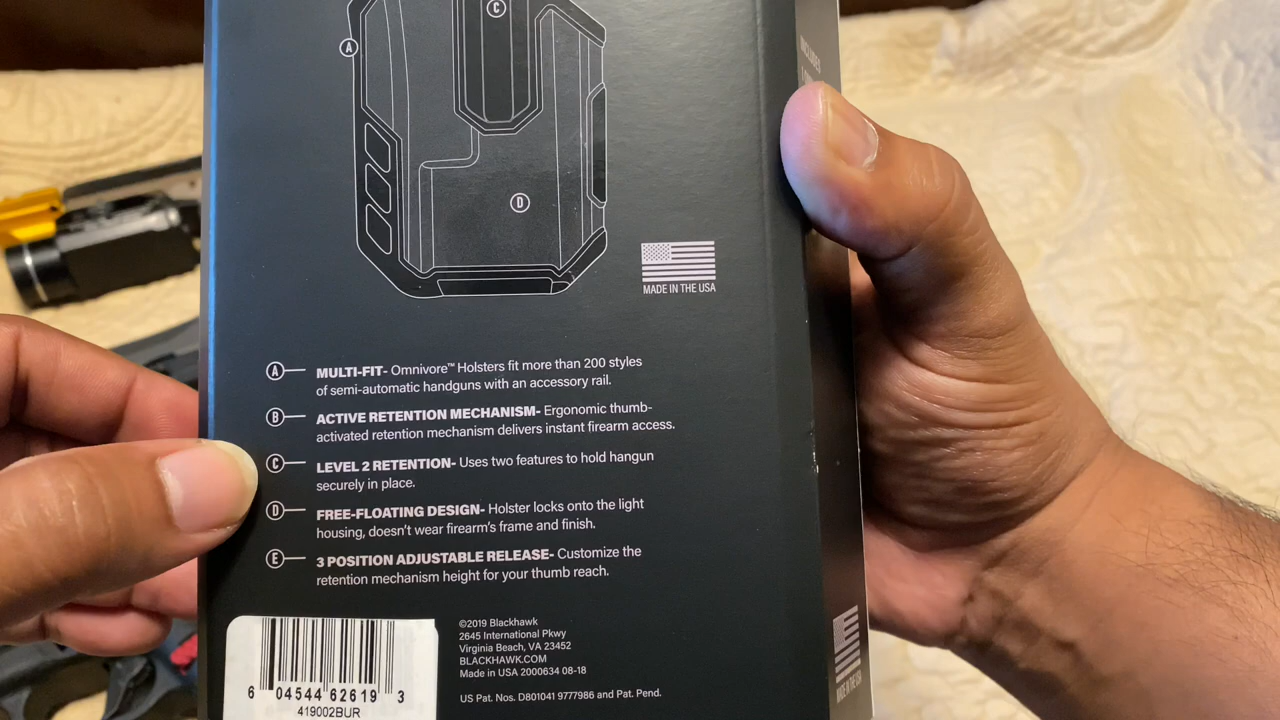 C
A
D
MADE IN THE USA
A MULTI-FIT- Omnivore™ Holsters fit more than 200 styles
of semi-automatic handguns with an accessory rail.
B ACTIVE RETENTION MECHANISM- Ergonomic thumb-
activated retention mechanism delivers instant firearm access.
C LEVEL 2 RETENTION- Uses two features to hold hangun
securely in place.
D FREE-FLOATING DESIGN- Holster locks onto the light
housing, doesn't wear firearm's frame and finish.
E 3 POSITION ADJUSTABLE RELEASE- Customize the
retention mechanism height for your thumb reach.
©2019 Blackhawk
2645 International Pkwy
Virginia Beach, VA 23452
BLACKHAWK.COM
Made in USA 2000634 08-18
US Pat. Nos. D801041 9777986 and Pat. Pend.
6 04544 62619 3
419002BUR
INCLUDES
MADE IN THE USA